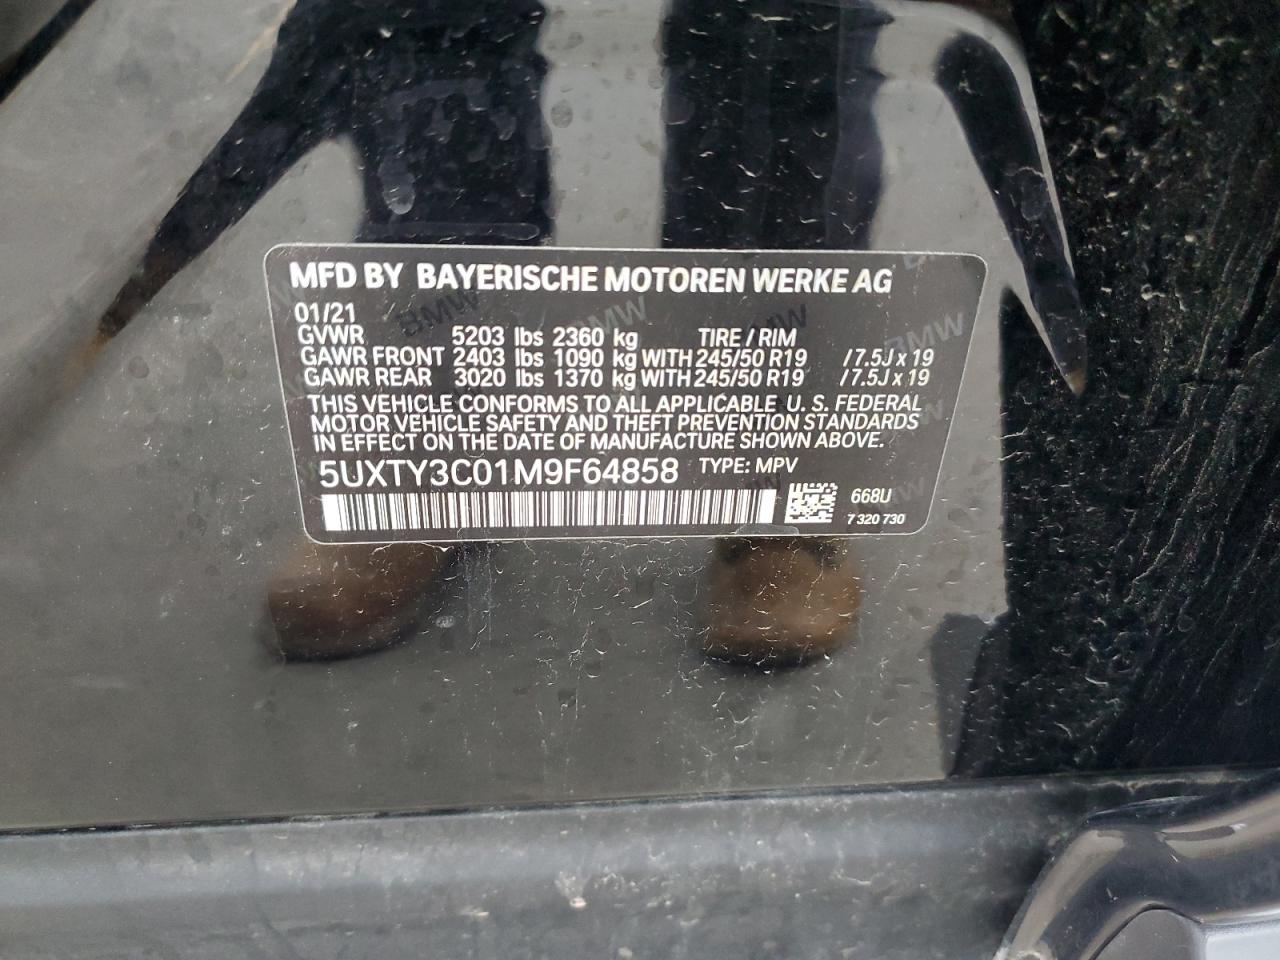 MFD BY BAYERISCHE MOTOREN WERKE AG
01/21
GVWR 5203 lbs 2360 kg TIRE / RIM
GAWR FRONT 2403 lbs 1090 kg WITH 245/50 R19 / 7.5J x 19
GAWR REAR 3020 lbs 1370 kg WITH 245/50 R19 / 7.5J x 19
THIS VEHICLE CONFORMS TO ALL APPLICABLE U. S. FEDERAL
MOTOR VEHICLE SAFETY AND THEFT PREVENTION STANDARDS
IN EFFECT ON THE DATE OF MANUFACTURE SHOWN ABOVE.
5UXTY3C01M9F64858 TYPE: MPV
668U
7 320 730